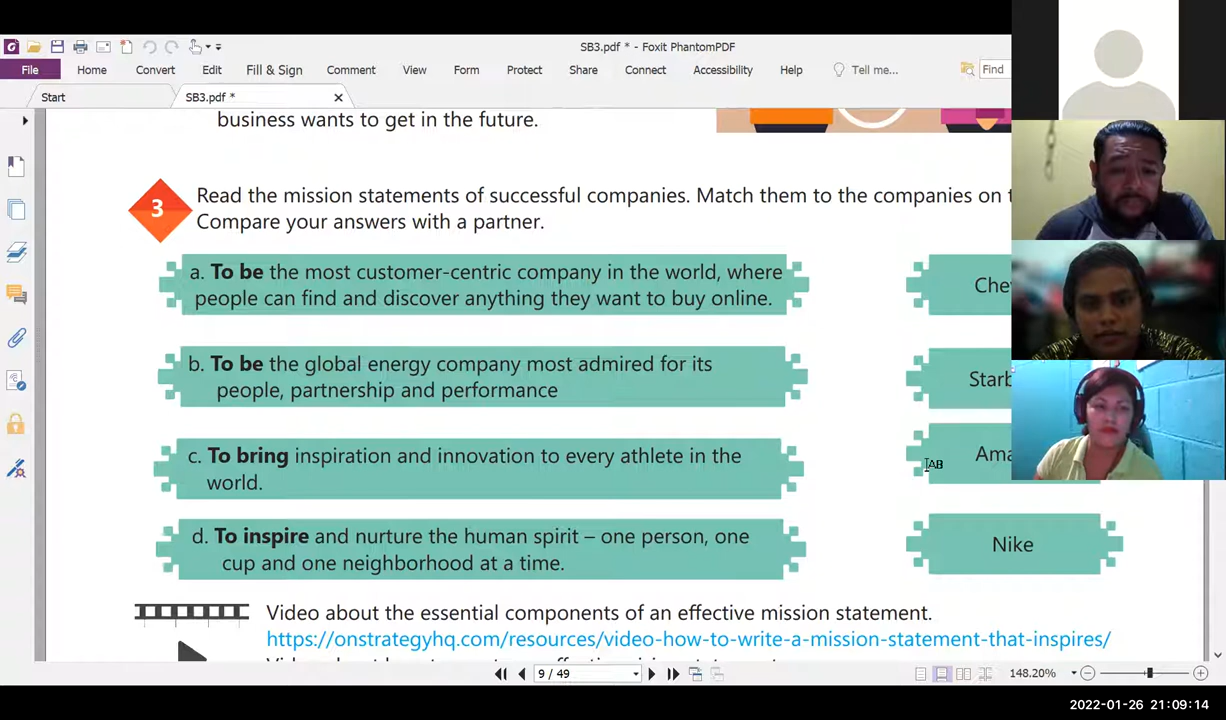 SB3.pdf * - Foxit PhantomPDF
File Home Convert Edit Fill & Sign Comment View Form Protect Share Connect Accessibility Help Tell me... Find
Start SB3.pdf *
business wants to get in the future.
3
Read the mission statements of successful companies. Match them to the companies on
Compare your answers with a partner.
a. To be the most customer-centric company in the world, where
people can find and discover anything they want to buy online.
b. To be the global energy company most admired for its
people, partnership and performance
c. To bring inspiration and innovation to every athlete in the
world.
AB
d. To inspire and nurture the human spirit – one person, one
cup and one neighborhood at a time.
Nike
Video about the essential components of an effective mission statement.
https://onstrategyhq.com/resources/video-how-to-write-a-mission-statement-that-inspires/
9 / 49
148.20%
2022-01-26 21:09:14